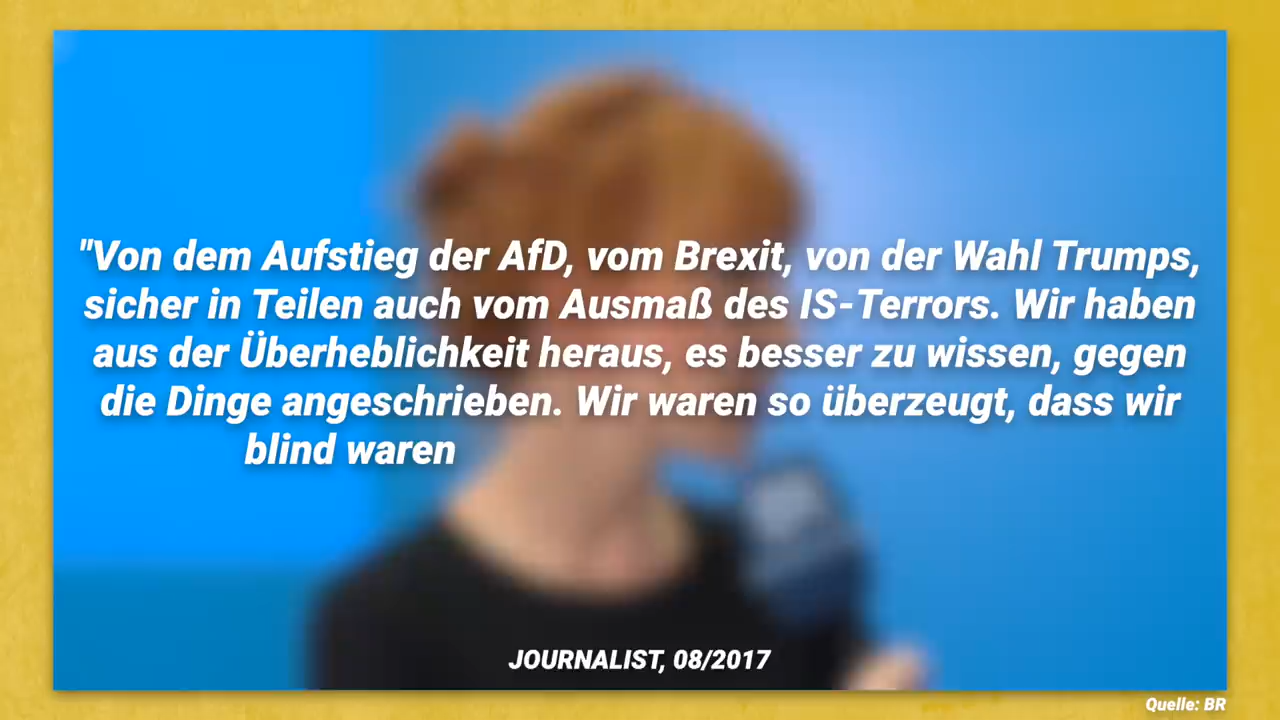 "Von dem Aufstieg der AfD, vom Brexit, von der Wahl Trumps,
sicher in Teilen auch vom Ausmaß des IS-Terrors. Wir haben
aus der Überheblichkeit heraus, es besser zu wissen, gegen
die Dinge angeschrieben. Wir waren so überzeugt, dass wir
blind waren
JOURNALIST, 08/2017
Quelle: BR